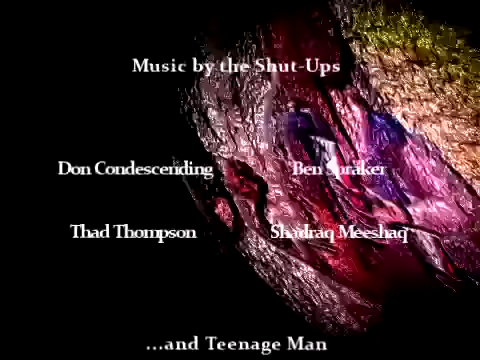 Music by the Shut-Ups
Don Condescending Ben Spraker
Thad Thompson Shadraq Meeshaq
...and Teenage Man